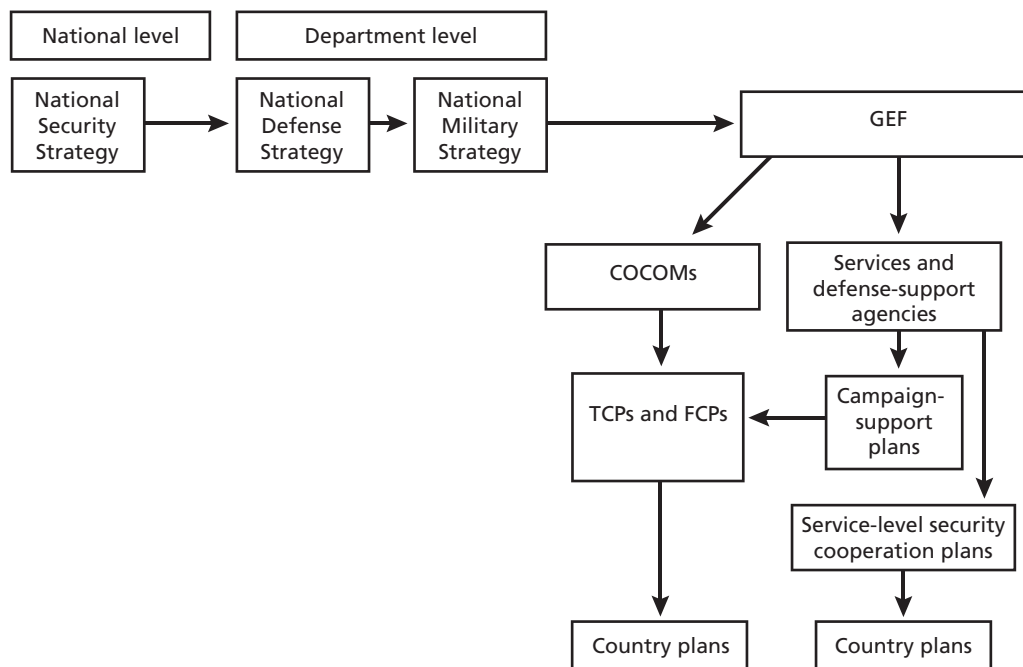 National level
Department level
National
Security
Strategy
National
Defense
Strategy
National
Military
Strategy
GEF
COCOMs
Services and
defense-support
agencies
TCPs and FCPs
Campaign-
support
plans
Service-level security
cooperation plans
Country plans
Country plans